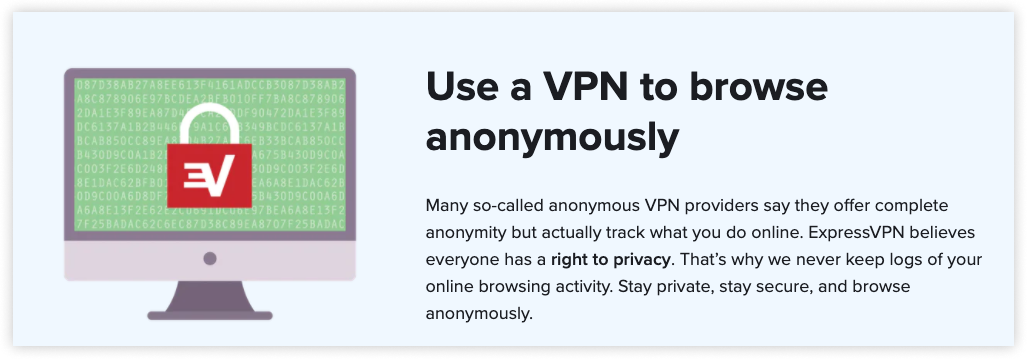 Use a VPN to browse
anonymously
Many so-called anonymous VPN providers say they offer complete
anonymity but actually track what you do online. ExpressVPN believes
everyone has a right to privacy. That’s why we never keep logs of your
online browsing activity. Stay private, stay secure, and browse
anonymously.